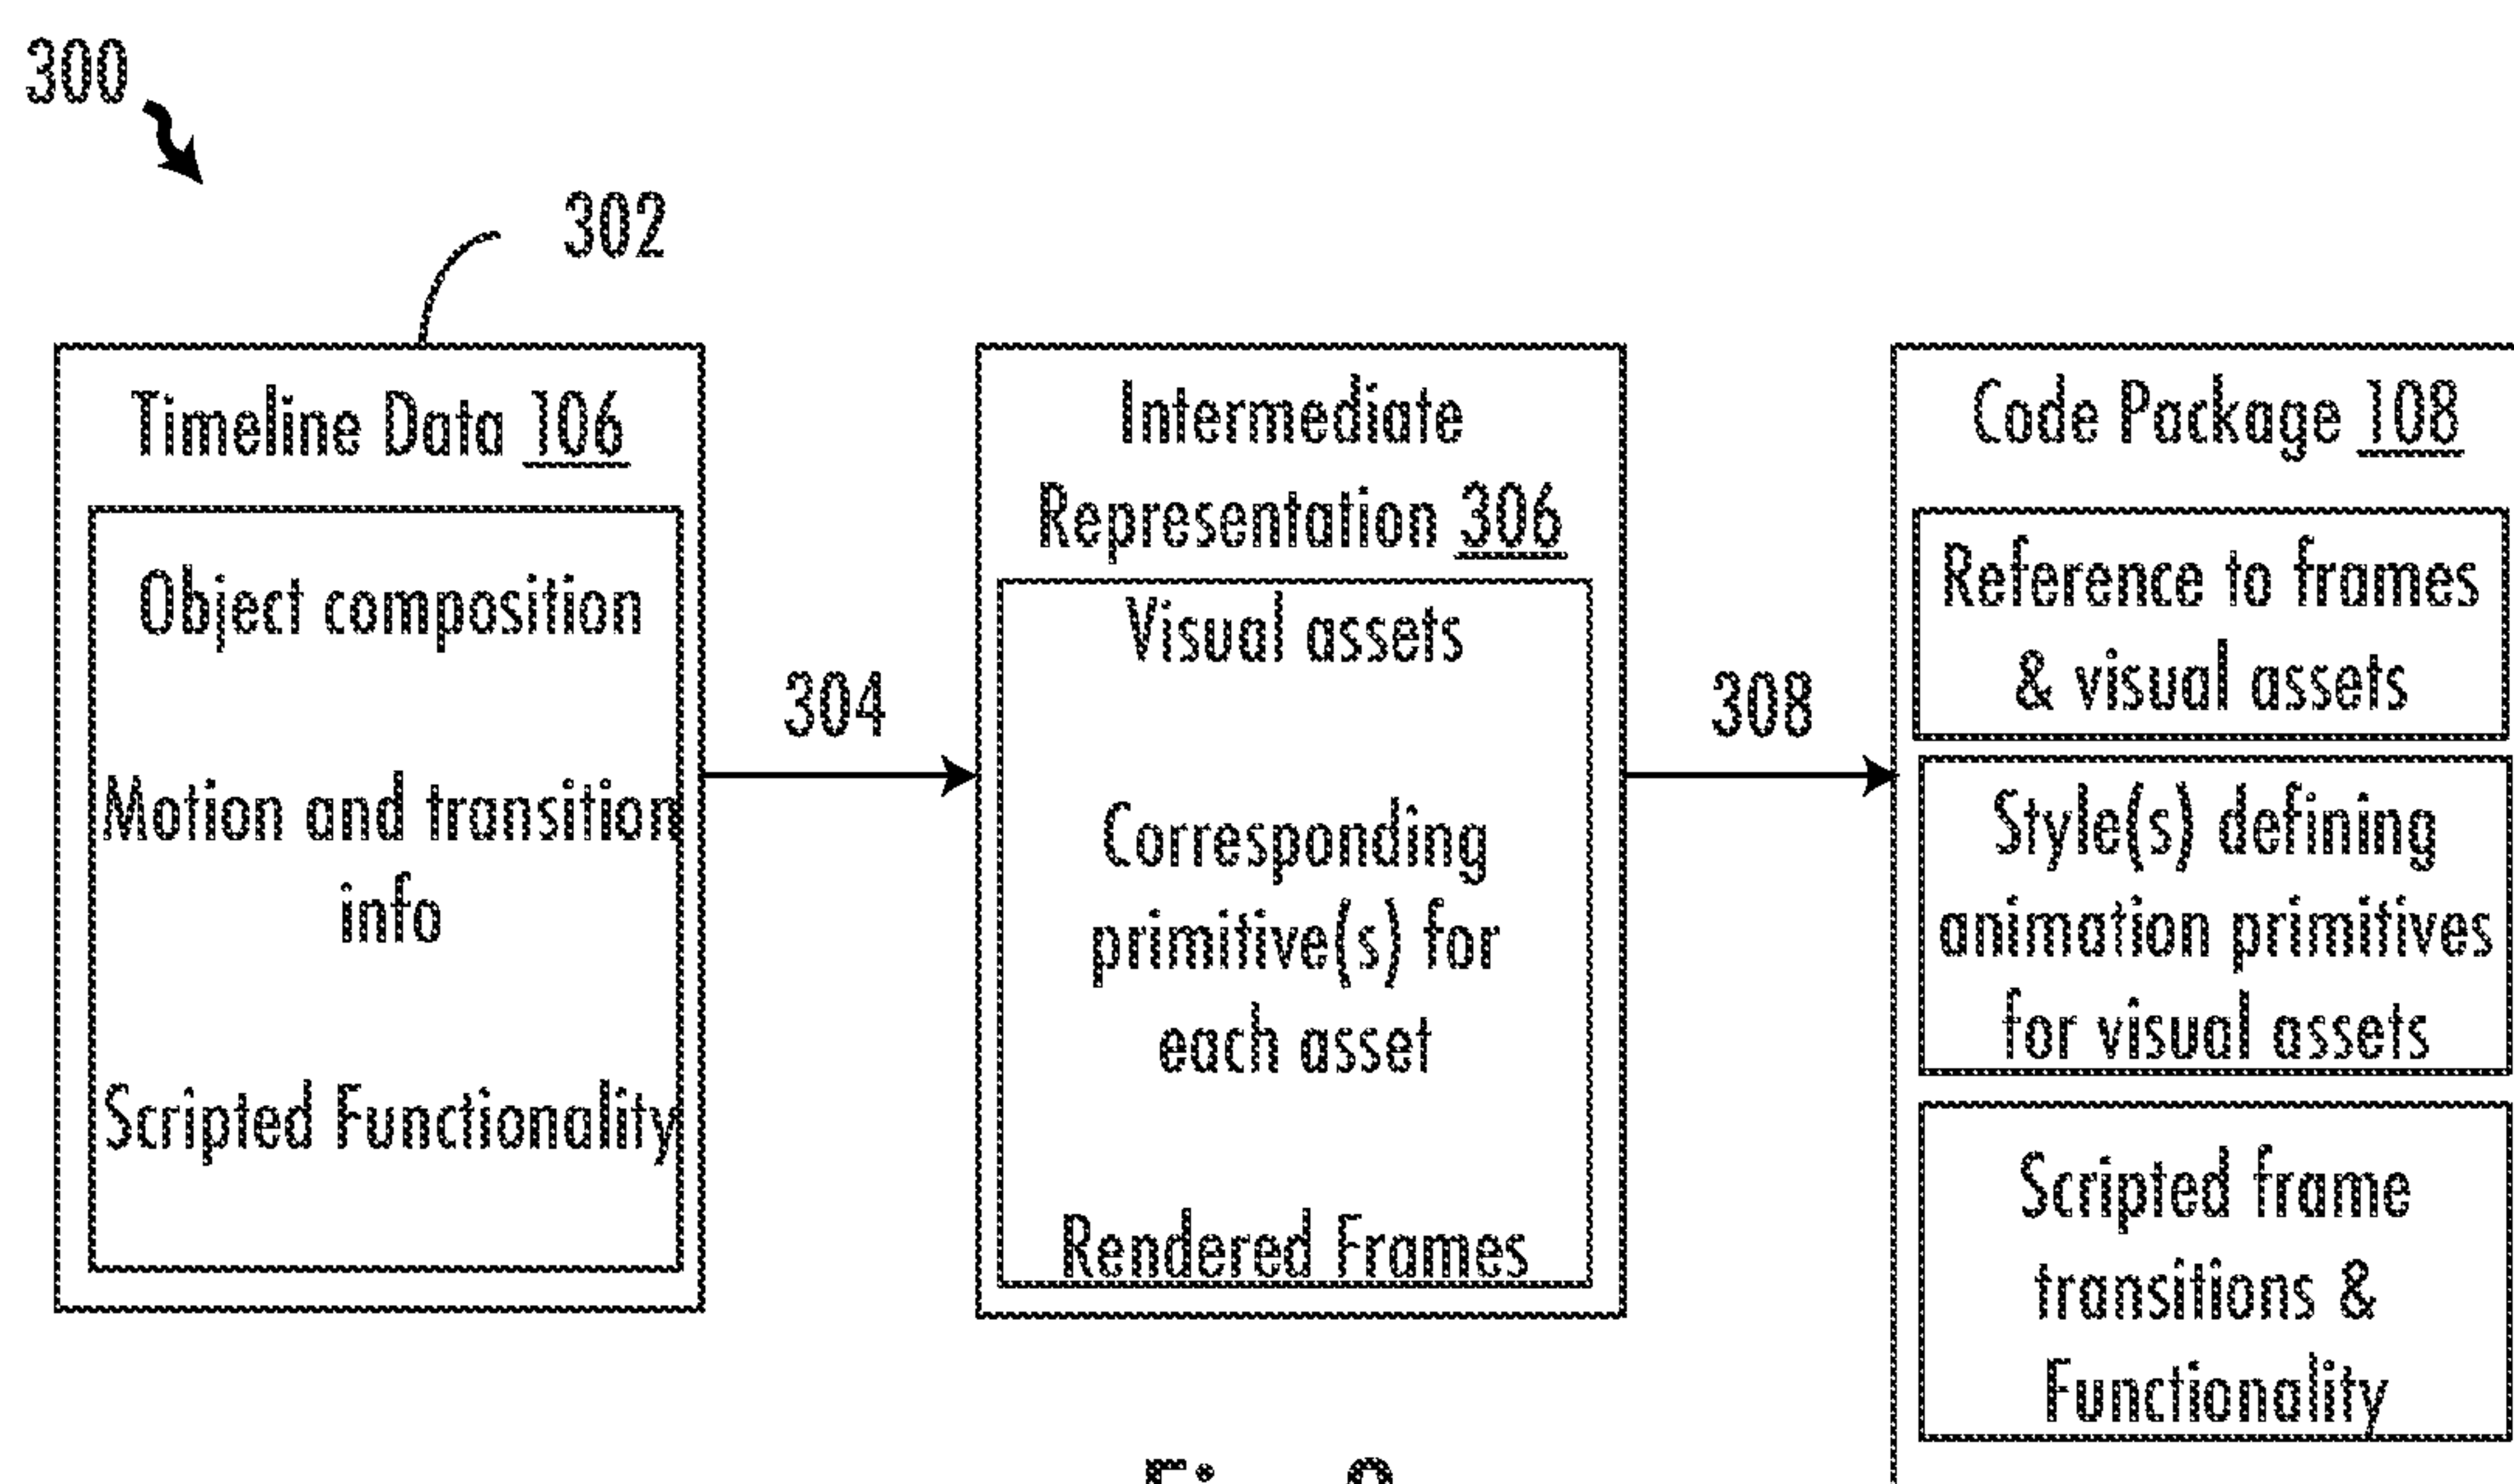 300
302
Timeline Data 106
Object composition
Motion and transition
info
Scripted Functionality
304
Intermediate
Representation 306
Visual assets
Corresponding
primitive(s) for
each asset
Rendered Frames
308
Code Package 108
Reference to frames
& visual assets
Style(s) defining
animation primitives
for visual assets
Scripted frame
transitions &
Functionality